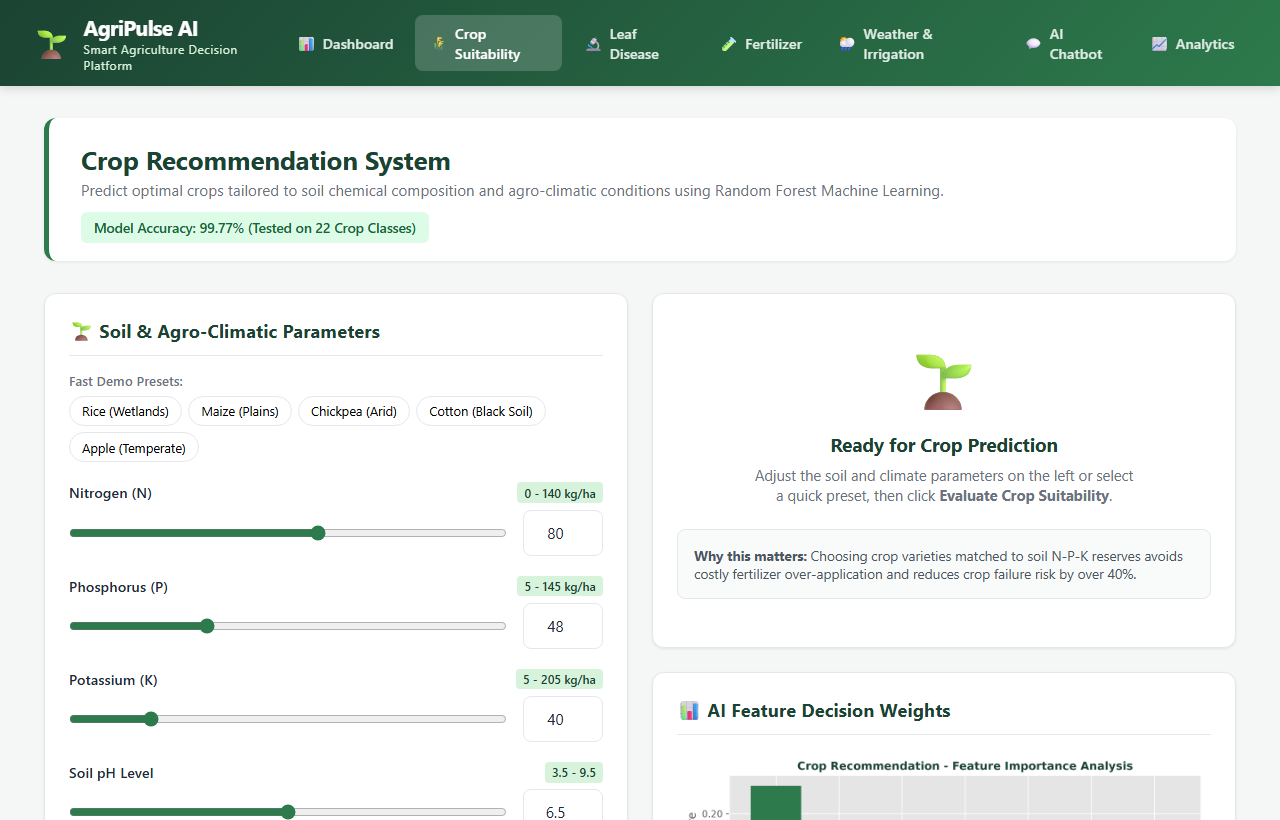 AgriPulse AI
Smart Agriculture Decision
Platform
Dashboard
Crop
Suitability
Leaf
Disease
Fertilizer
Weather &
Irrigation
AI
Chatbot
Analytics
Crop Recommendation System
Predict optimal crops tailored to soil chemical composition and agro-climatic conditions using Random Forest Machine Learning.
Model Accuracy: 99.77% (Tested on 22 Crop Classes)
Soil & Agro-Climatic Parameters
Fast Demo Presets:
Rice (Wetlands)
Maize (Plains)
Chickpea (Arid)
Cotton (Black Soil)
Apple (Temperate)
Nitrogen (N)
0 - 140 kg/ha
80
Phosphorus (P)
5 - 145 kg/ha
48
Potassium (K)
5 - 205 kg/ha
40
Soil pH Level
3.5 - 9.5
6.5
Ready for Crop Prediction
Adjust the soil and climate parameters on the left or select
a quick preset, then click Evaluate Crop Suitability.
Why this matters: Choosing crop varieties matched to soil N-P-K reserves avoids
costly fertilizer over-application and reduces crop failure risk by over 40%.
AI Feature Decision Weights
Crop Recommendation - Feature Importance Analysis
0.20